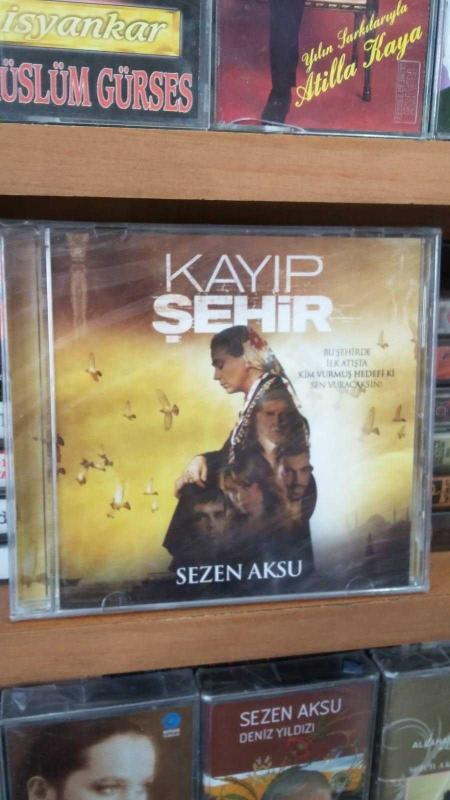 isyankar
MÜSLÜM GÜRSES
Yılın Şarkılarıyla
Atilla Kaya
KAYIP
ŞEHİR
BU ŞEHİRDE
İLK ATIŞTA
KİM VURMUŞ HEDEFİ Kİ
SEN VURACAKSIN!
SEZEN AKSU
SEZEN AKSU
DENİZ YILDIZI